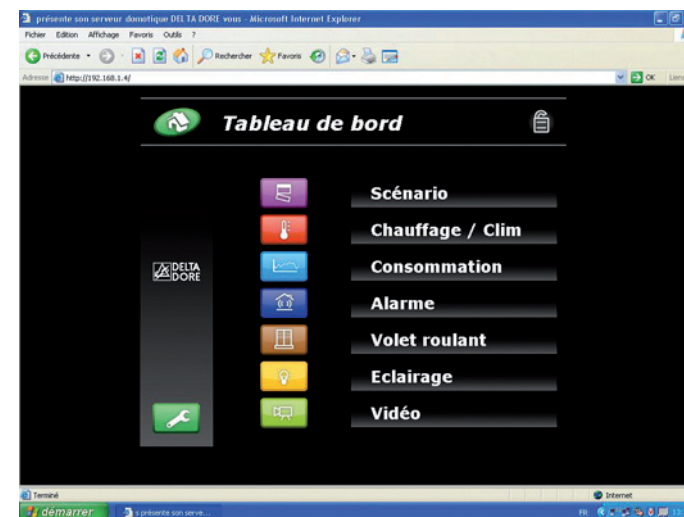 présente son serveur domotique DELTA DORE vous - Microsoft Internet Explorer
Fichier Edition Affichage Favoris Outils ?
Précédente Rechercher Favoris
Adresse http://192.168.1.4/ OK Liens
Tableau de bord
Scénario
Chauffage / Clim
DELTA DORE
Consommation
Alarme
Volet roulant
Eclairage
Vidéo
Terminé Internet
démarrer s présente son serve... FR